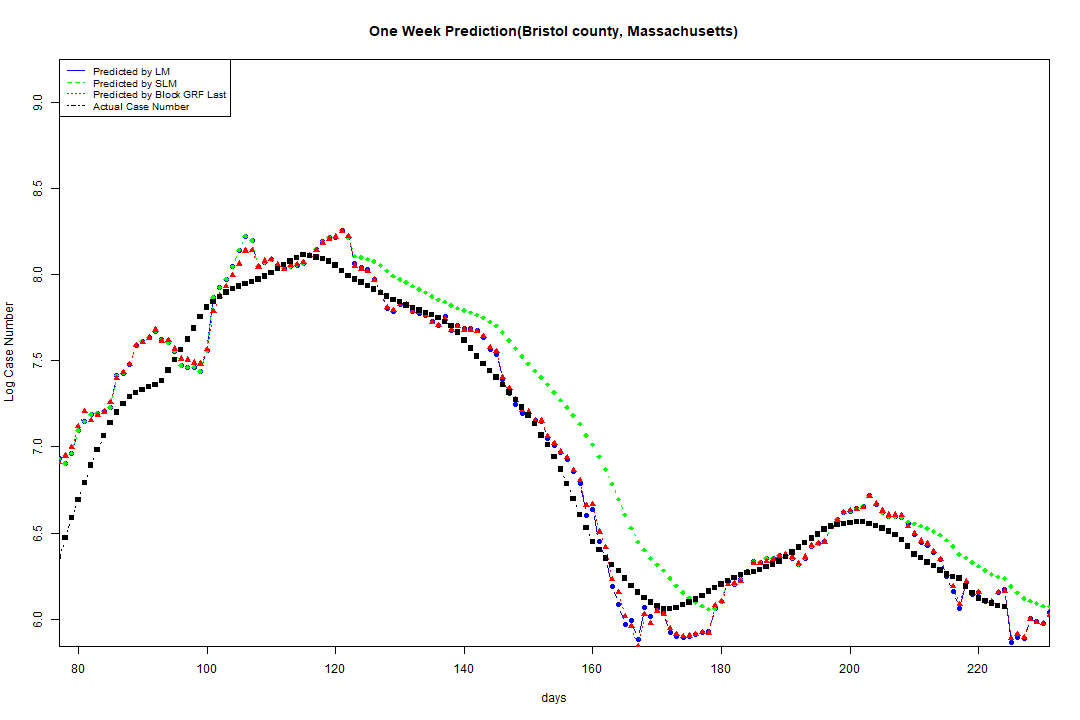 One Week Prediction(Bristol county, Massachusetts)
Predicted by LM
Predicted by SLM
Predicted by Block GRF Last
Actual Case Number
Log Case Number
9.0
8.5
8.0
7.5
7.0
6.5
6.0
80 100 120 140 160 180 200 220
days